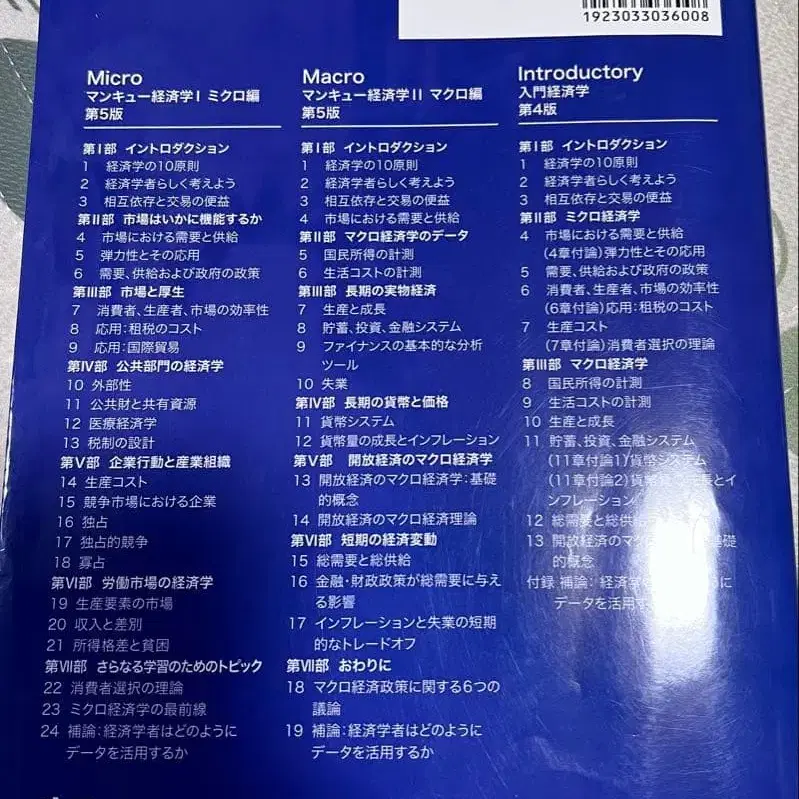 1923033036008
Micro
マンキュー経済学Ⅰ ミクロ編
第5版
第Ⅰ部 イントロダクション
1 経済学の10原則
2 経済学者らしく考えよう
3 相互依存と交易の便益
第Ⅱ部 市場はいかに機能するか
4 市場における需要と供給
5 弾力性とその応用
6 需要、供給および政府の政策
第Ⅲ部 市場と厚生
7 消費者、生産者、市場の効率性
8 応用:租税のコスト
9 応用:国際貿易
第Ⅳ部 公共部門の経済学
10 外部性
11 公共財と共有資源
12 医療経済学
13 税制の設計
第Ⅴ部 企業行動と産業組織
14 生産コスト
15 競争市場における企業
16 独占
17 独占的競争
18 寡占
第Ⅵ部 労働市場の経済学
19 生産要素の市場
20 収入と差別
21 所得格差と貧困
第Ⅶ部 さらなる学習のためのトピック
22 消費者選択の理論
23 ミクロ経済学の最前線
24 補論:経済学者はどのように
データを活用するか
Macro
マンキュー経済学Ⅱ マクロ編
第5版
第Ⅰ部 イントロダクション
1 経済学の10原則
2 経済学者らしく考えよう
3 相互依存と交易の便益
4 市場における需要と供給
第Ⅱ部 マクロ経済学のデータ
5 国民所得の計測
6 生活コストの計測
第Ⅲ部 長期の実物経済
7 生産と成長
8 貯蓄、投資、金融システム
9 ファイナンスの基本的な分析
ツール
10 失業
第Ⅳ部 長期の貨幣と価格
11 貨幣システム
12 貨幣量の成長とインフレーション
第Ⅴ部 開放経済のマクロ経済学
13 開放経済のマクロ経済学:基礎
的概念
14 開放経済のマクロ経済理論
第Ⅵ部 短期の経済変動
15 総需要と総供給
16 金融・財政政策が総需要に与え
る影響
17 インフレーションと失業の短期
的なトレードオフ
第Ⅶ部 おわりに
18 マクロ経済政策に関する6つの
議論
19 補論:経済学者はどのように
データを活用するか
Introductory
入門経済学
第4版
第Ⅰ部 イントロダクション
1 経済学の10原則
2 経済学者らしく考えよう
3 相互依存と交易の便益
第Ⅱ部 ミクロ経済学
4 市場における需要と供給
(4章付論)弾力性とその応用
5 需要、供給および政府の政策
6 消費者、生産者、市場の効率性
(6章付論)応用:租税のコスト
7 生産コスト
(7章付論)消費者選択の理論
第Ⅲ部 マクロ経済学
8 国民所得の計測
9 生活コストの計測
10 生産と成長
11 貯蓄、投資、金融システム
(11章付論1)貨幣システム
(11章付論2)貨幣 長とイ
ンフレーション
12 総需要と総供給
13 開放経済のマク 基礎
的概念
付録 補論:経済学 に
データを活用す